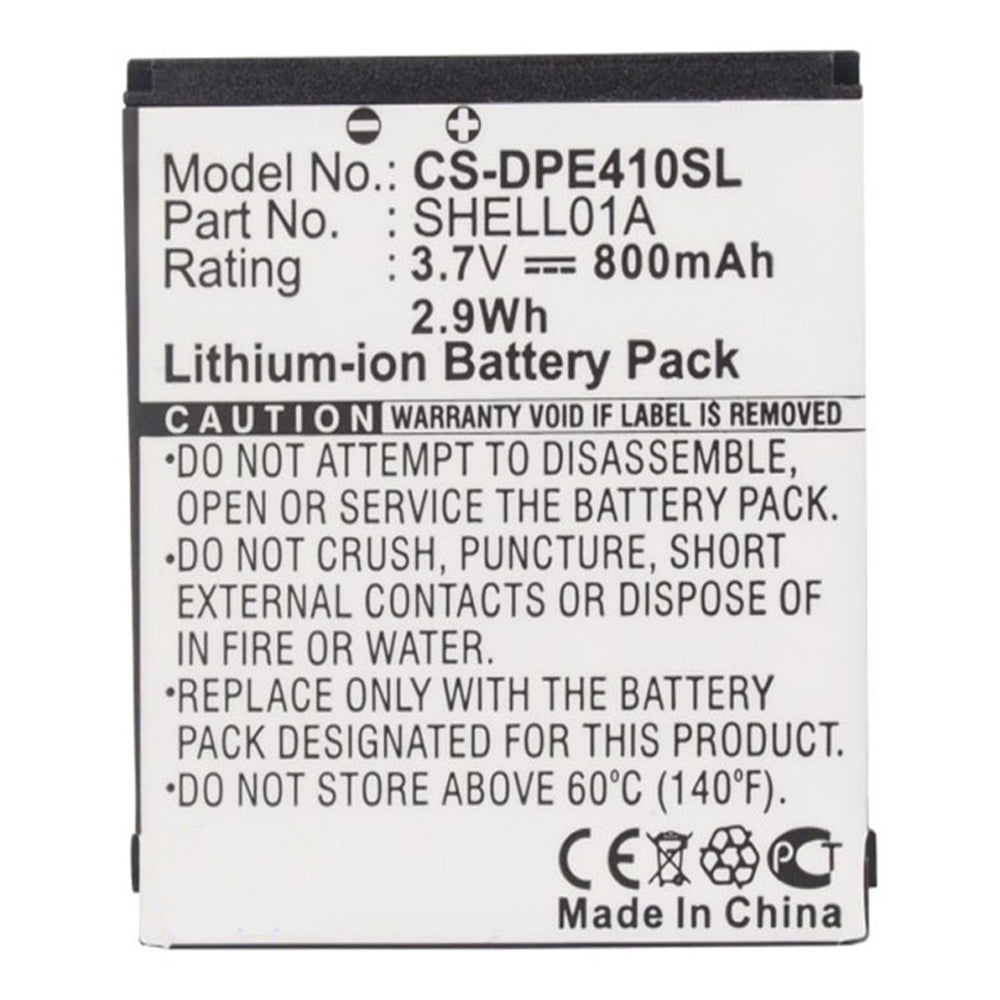 Model No.: CS-DPE410SL
Part No. : SHELL01A
Rating : 3.7V 800mAh
2.9Wh
Lithium-ion Battery Pack
CAUTION WARRANTY VOID IF LABEL IS REMOVED
•DO NOT ATTEMPT TO DISASSEMBLE,
OPEN OR SERVICE THE BATTERY PACK.
•DO NOT CRUSH, PUNCTURE, SHORT
EXTERNAL CONTACTS OR DISPOSE OF
IN FIRE OR WATER.
•REPLACE ONLY WITH THE BATTERY
PACK DESIGNATED FOR THIS PRODUCT.
•DO NOT STORE ABOVE 60°C (140°F).
CE PCT
Made In China